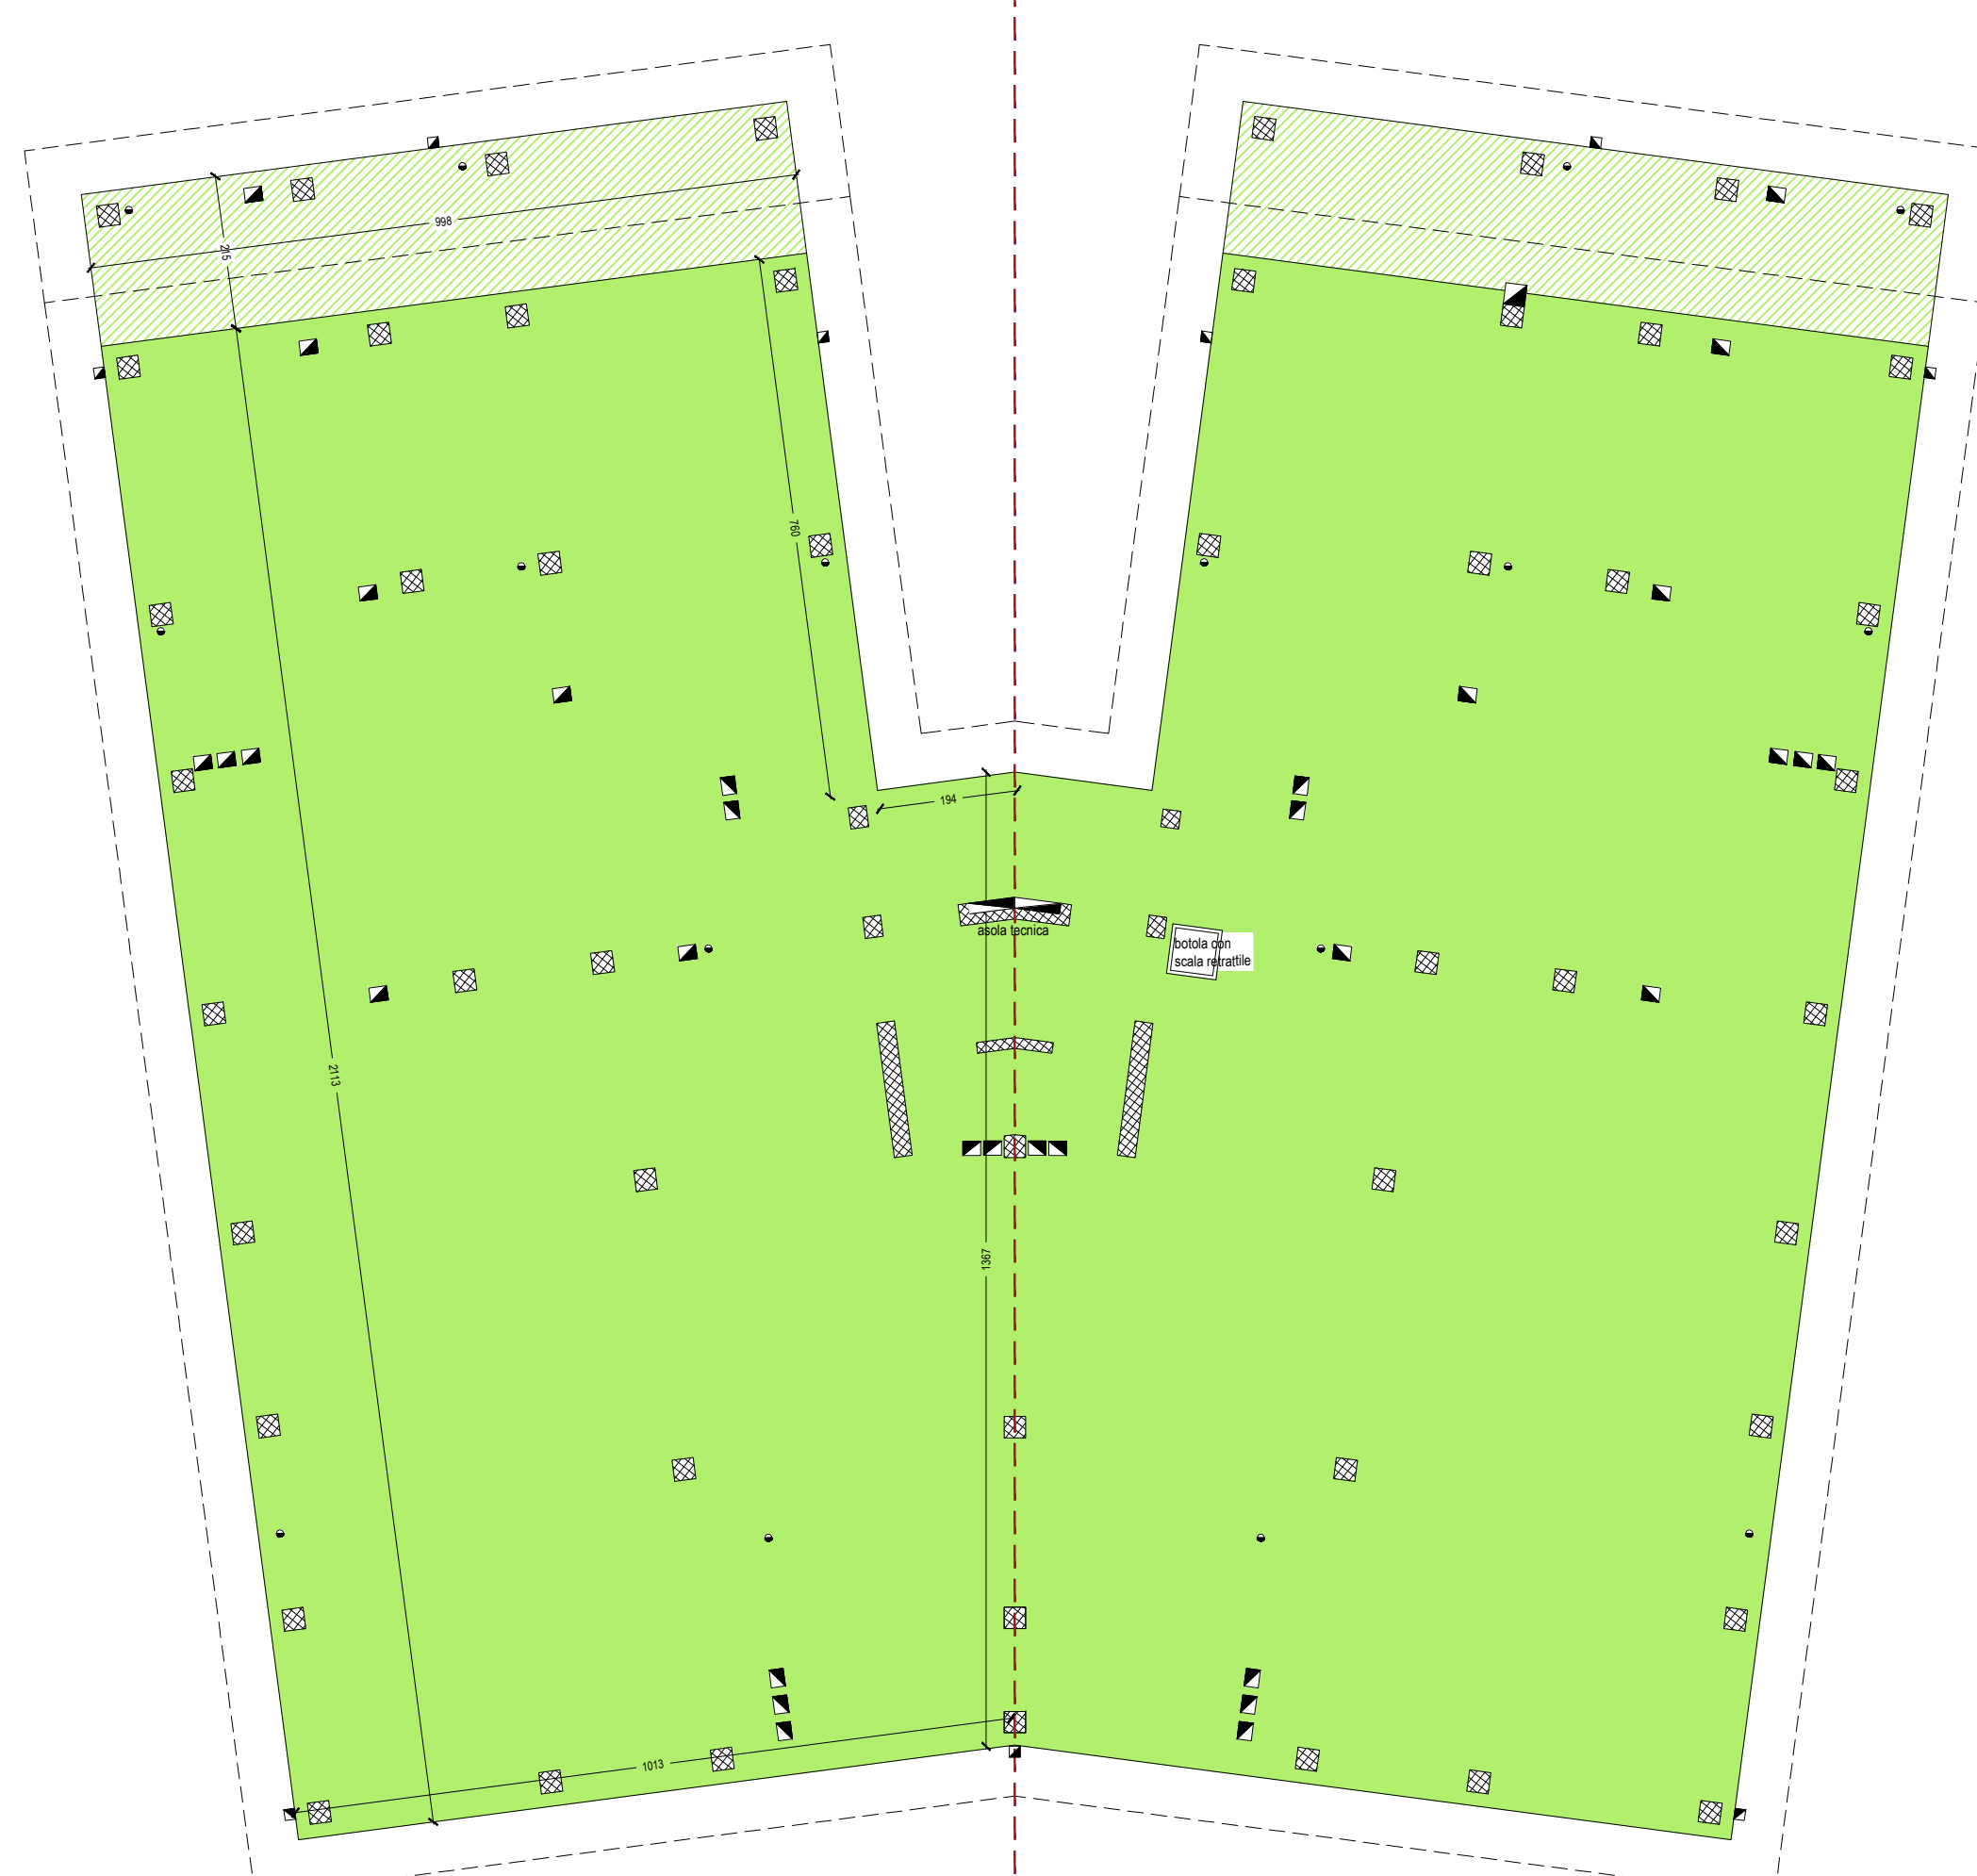 998
215
760
194
asola tecnica
botola con
scala retrattile
2113
1367
1013